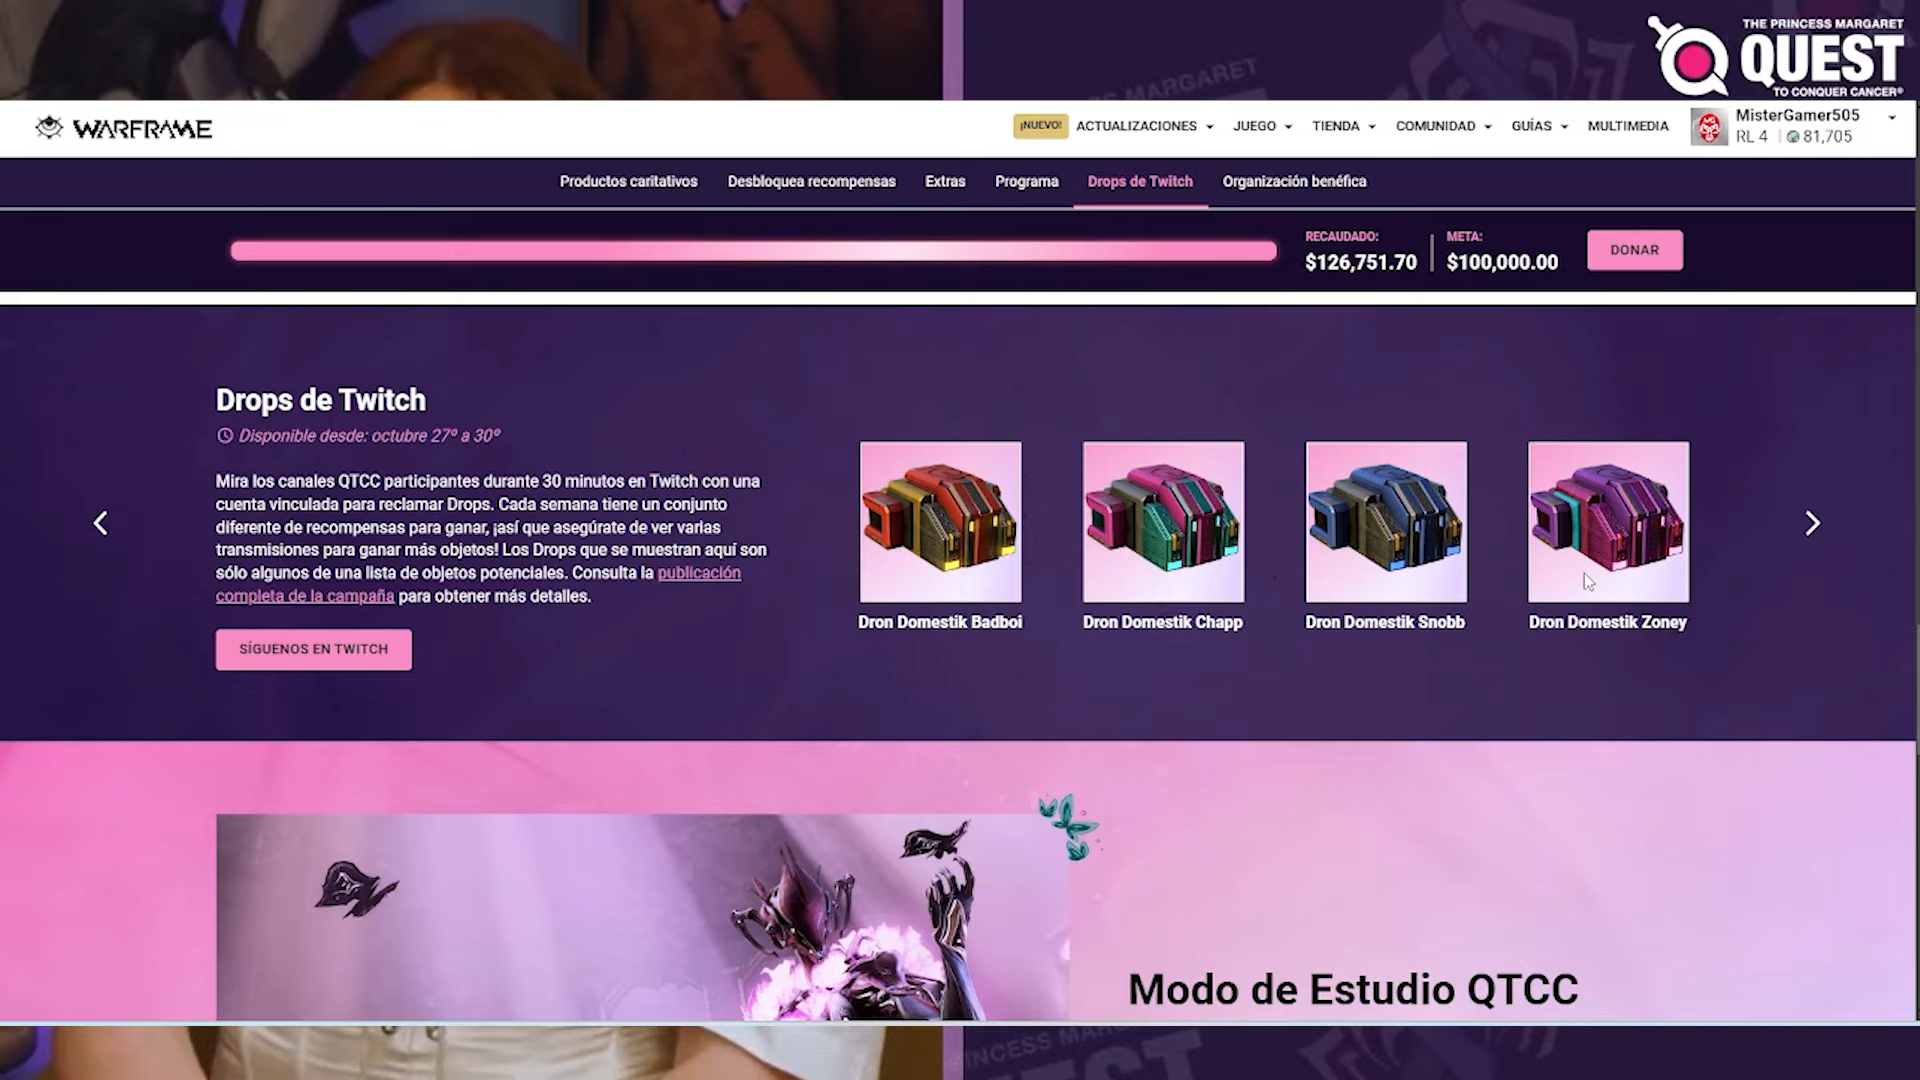 THE PRINCESS MARGARET
QUEST
TO CONQUER CANCER®
MARGARET
WARFRAME
¡NUEVO! ACTUALIZACIONES JUEGO TIENDA COMUNIDAD GUÍAS MULTIMEDIA
MisterGamer505
RL 4 | 81,705
Productos caritativos Desbloquea recompensas Extras Programa Drops de Twitch Organización benéfica
RECAUDADO: META:
$126,751.70 $100,000.00
DONAR
Drops de Twitch
Disponible desde: octubre 27º a 30º
Mira los canales QTCC participantes durante 30 minutos en Twitch con una
cuenta vinculada para reclamar Drops. Cada semana tiene un conjunto
diferente de recompensas para ganar, ¡así que asegúrate de ver varias
transmisiones para ganar más objetos! Los Drops que se muestran aquí son
sólo algunos de una lista de objetos potenciales. Consulta la publicación
completa de la campaña para obtener más detalles.
SÍGUENOS EN TWITCH
Dron Domestik Badboi
Dron Domestik Chapp
Dron Domestik Snobb
Dron Domestik Zoney
Modo de Estudio QTCC